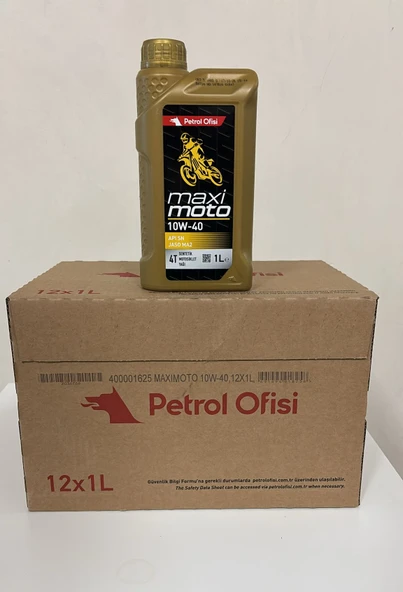 Petrol Ofisi
maxi
moto
10W-40
API SN
JASO MA2
4T
SENTETİK
MOTOSİKLET
YAĞI
1L
12x1L
400001625 MAXIMOTO 10W-40,12X1L
Petrol Ofisi
12x1L
Güvenlik Bilgi Formu'na gerekli durumlarda petrolofisi.com.tr üzerinden ulaşılabilir.
The Safety Data Sheet can be accessed via petrolofisi.com.tr when necessary.